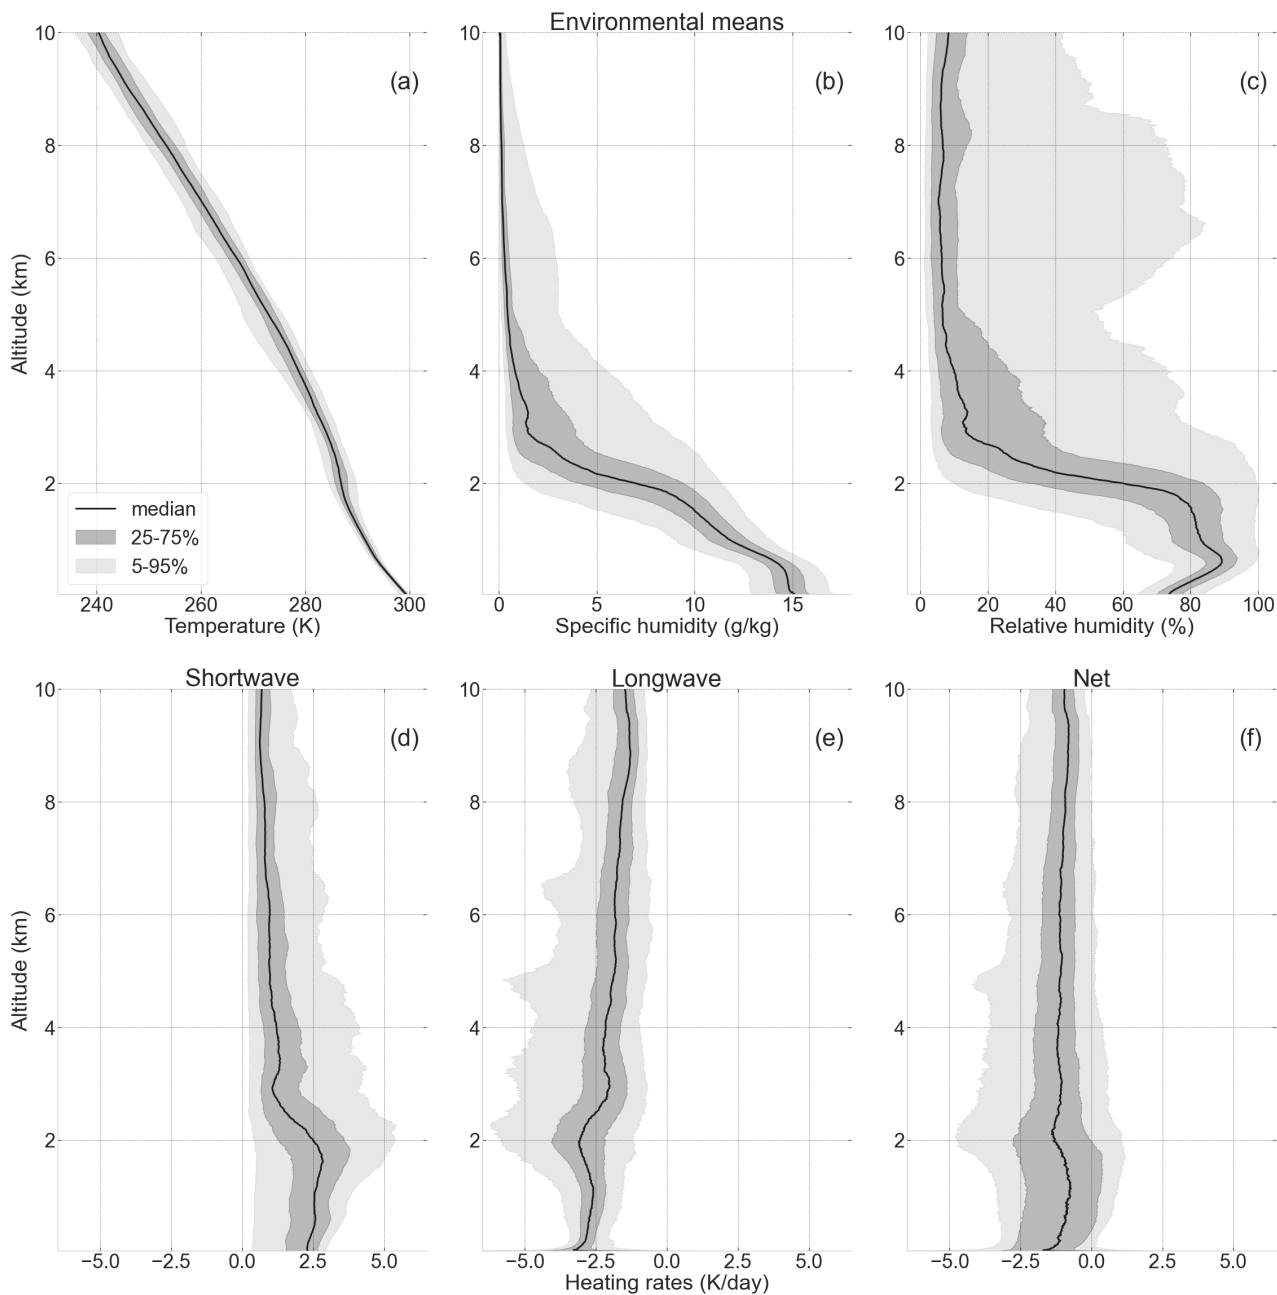 Environmental means
10
8
6
4
2
Altitude (km)
(a)
median
25-75%
5-95%
240 260 280 300
Temperature (K)
10
8
6
4
2
(b)
0 5 10 15
Specific humidity (g/kg)
10
8
6
4
2
(c)
0 20 40 60 80 100
Relative humidity (%)
Shortwave
10
8
6
4
2
Altitude (km)
(d)
−5.0 −2.5 0.0 2.5 5.0
Longwave
10
8
6
4
2
(e)
−5.0 −2.5 0.0 2.5 5.0
Heating rates (K/day)
Net
10
8
6
4
2
(f)
−5.0 −2.5 0.0 2.5 5.0